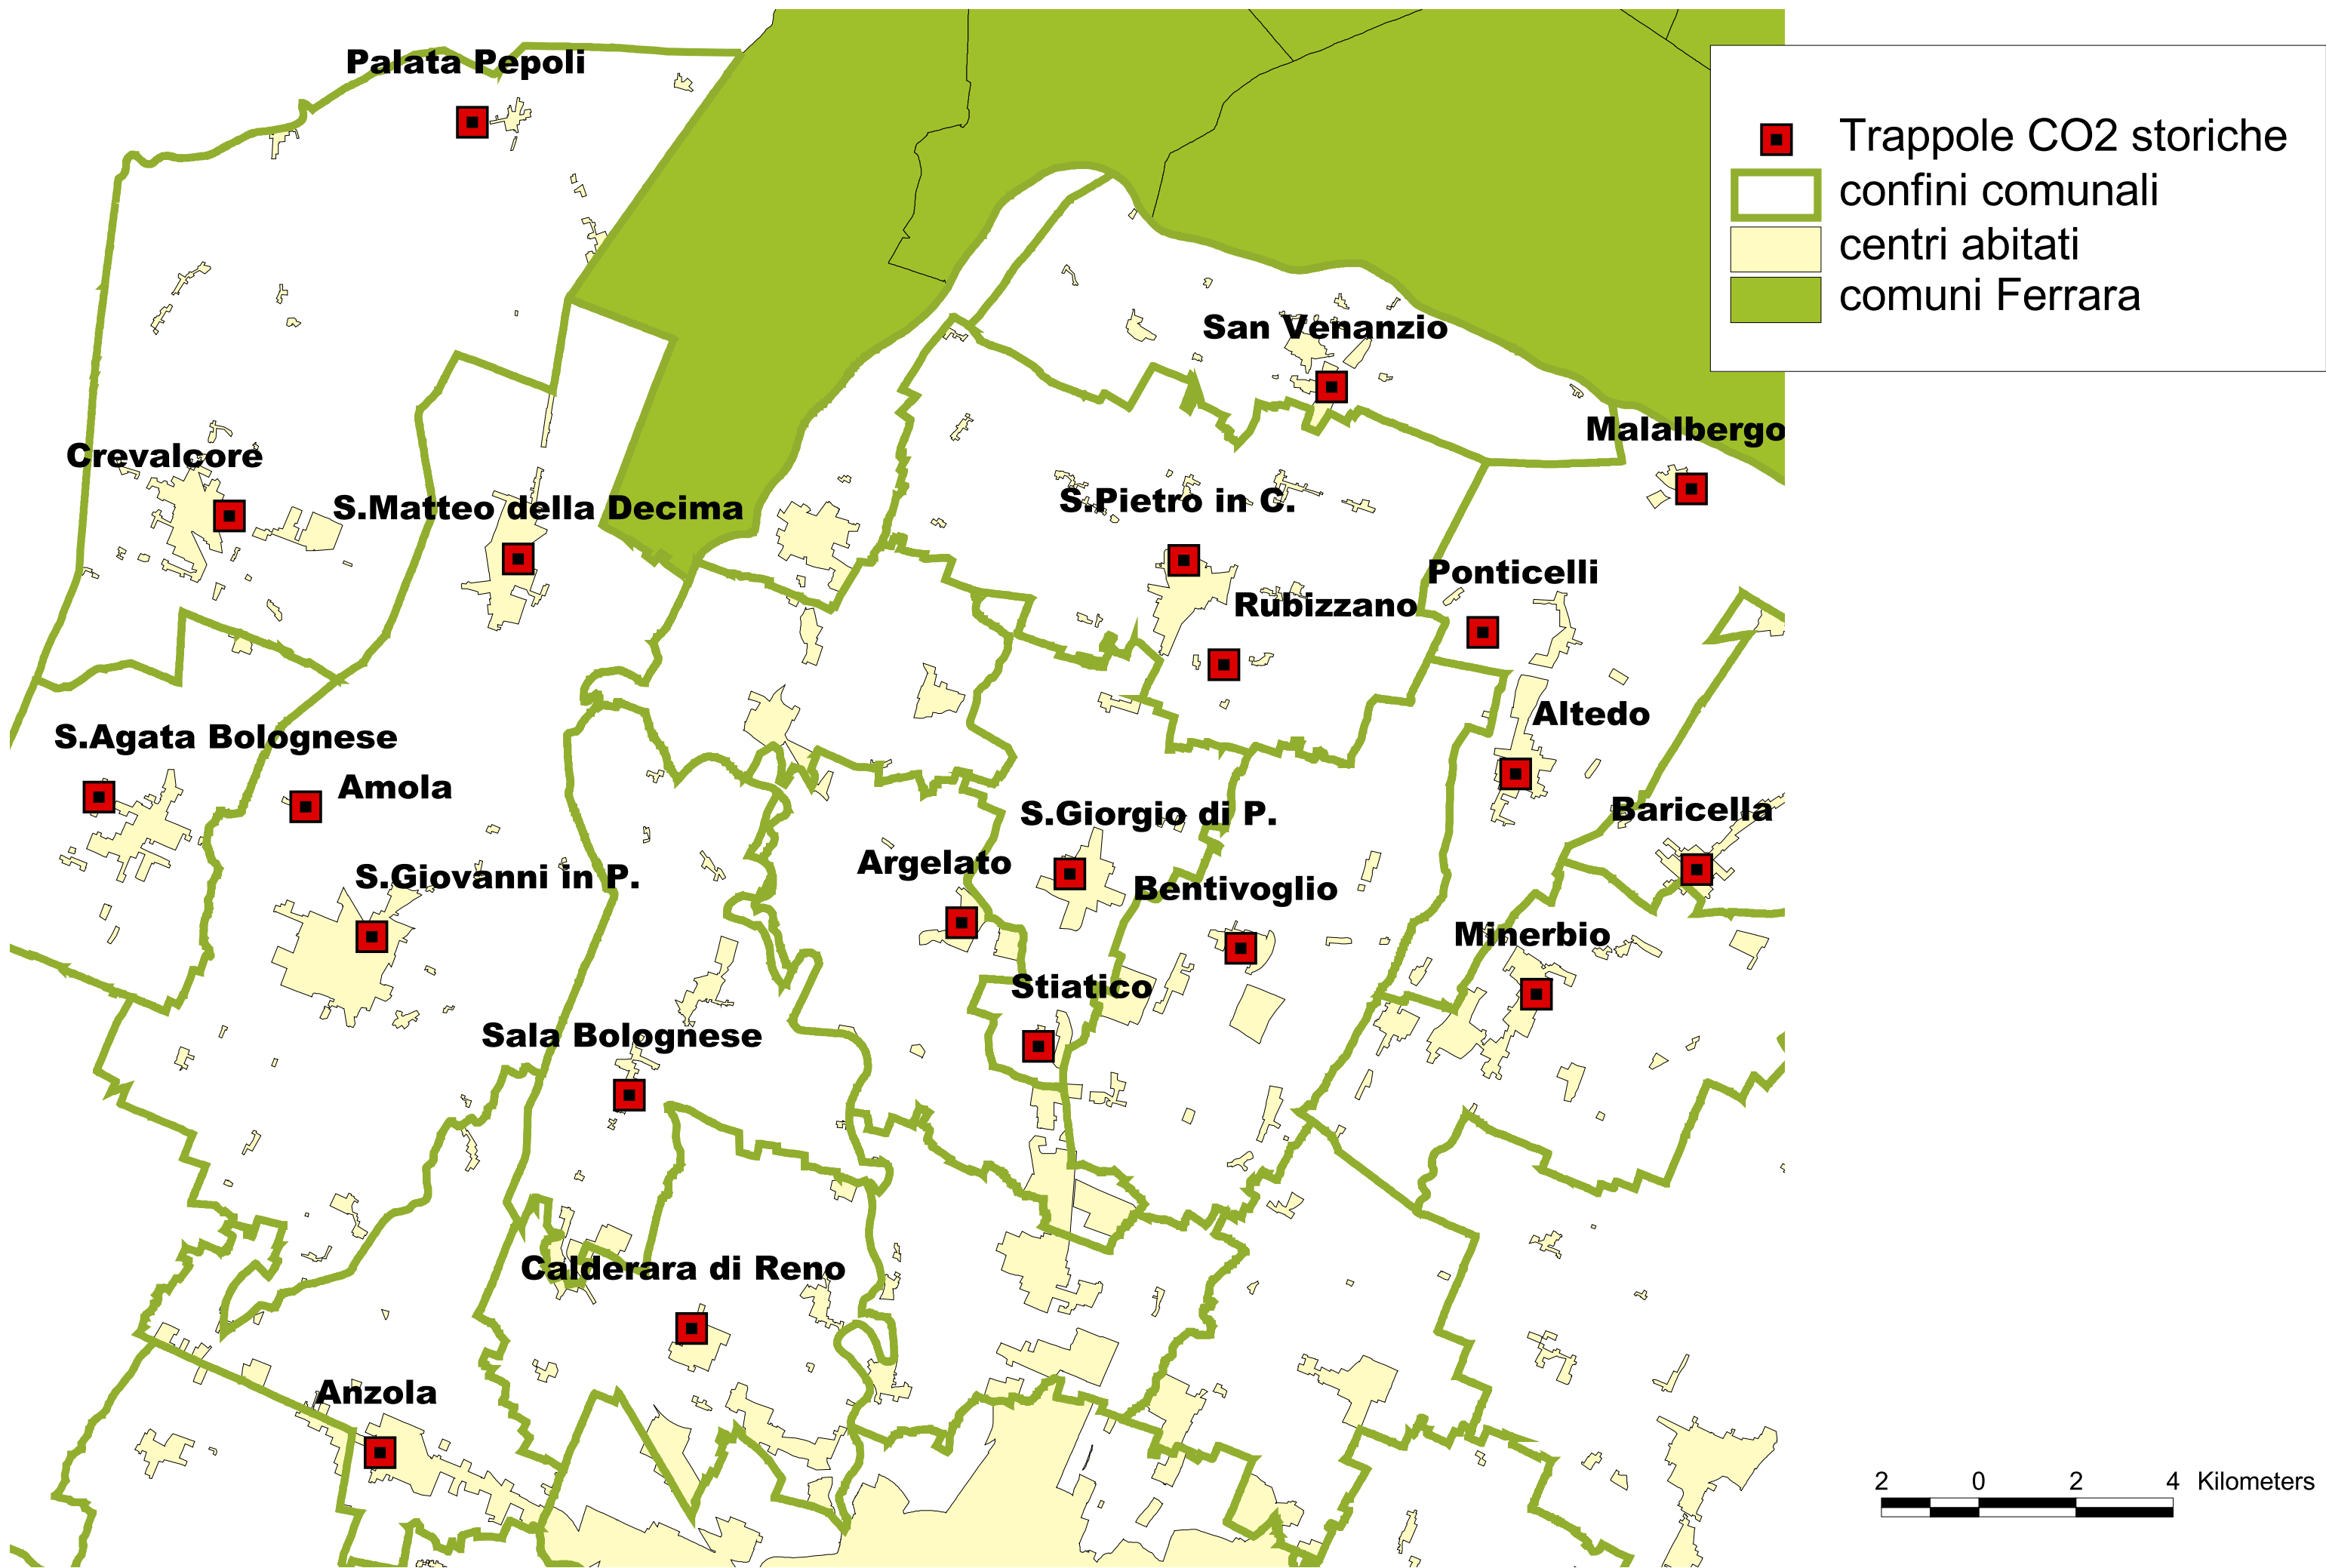 Palata Pepoli
Trappole CO2 storiche
confini comunali
centri abitati
comuni Ferrara
San Venanzio
Malalbergo
Crevalcore
S.Matteo della Decima
S.Pietro in C.
Ponticelli
Rubizzano
Altedo
S.Agata Bolognese
Amola
Baricella
S.Giorgio di P.
Argelato
S.Giovanni in P.
Bentivoglio
Minerbio
Stiatico
Sala Bolognese
Calderara di Reno
Anzola
2 0 2 4 Kilometers